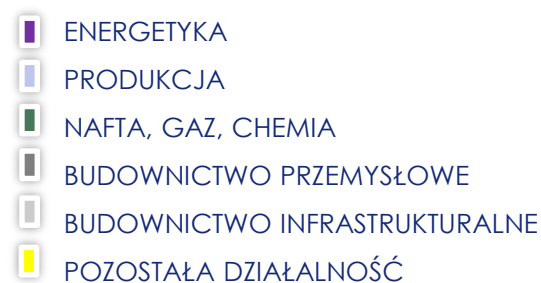 ENERGETYKA
PRODUKCJA
NAFTA, GAZ, CHEMIA
BUDOWNICTWO PRZEMYSŁOWE
BUDOWNICTWO INFRASTRUKTURALNE
POZOSTAŁA DZIAŁALNOŚĆ